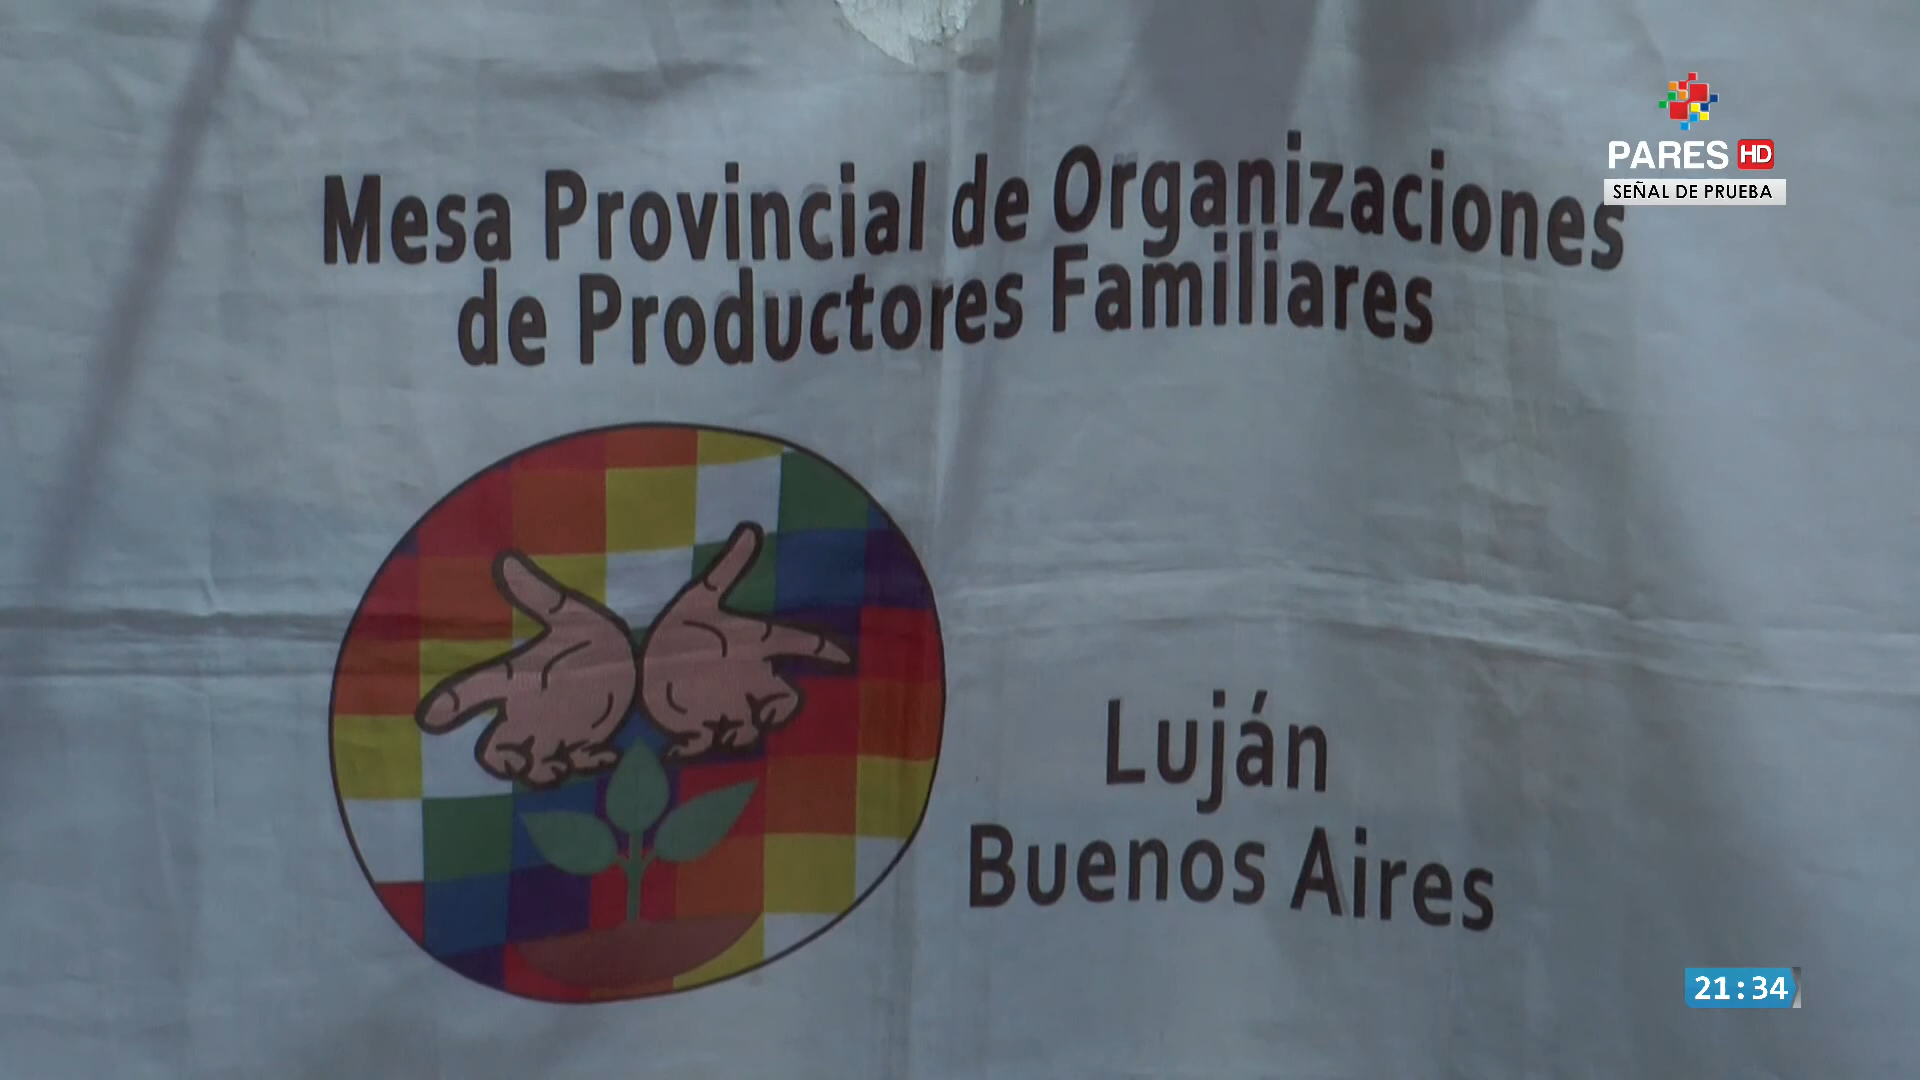 PARES HD
SEÑAL DE PRUEBA
Mesa Provincial de Organizaciones
de Productores Familiares
Luján
Buenos Aires
21:34